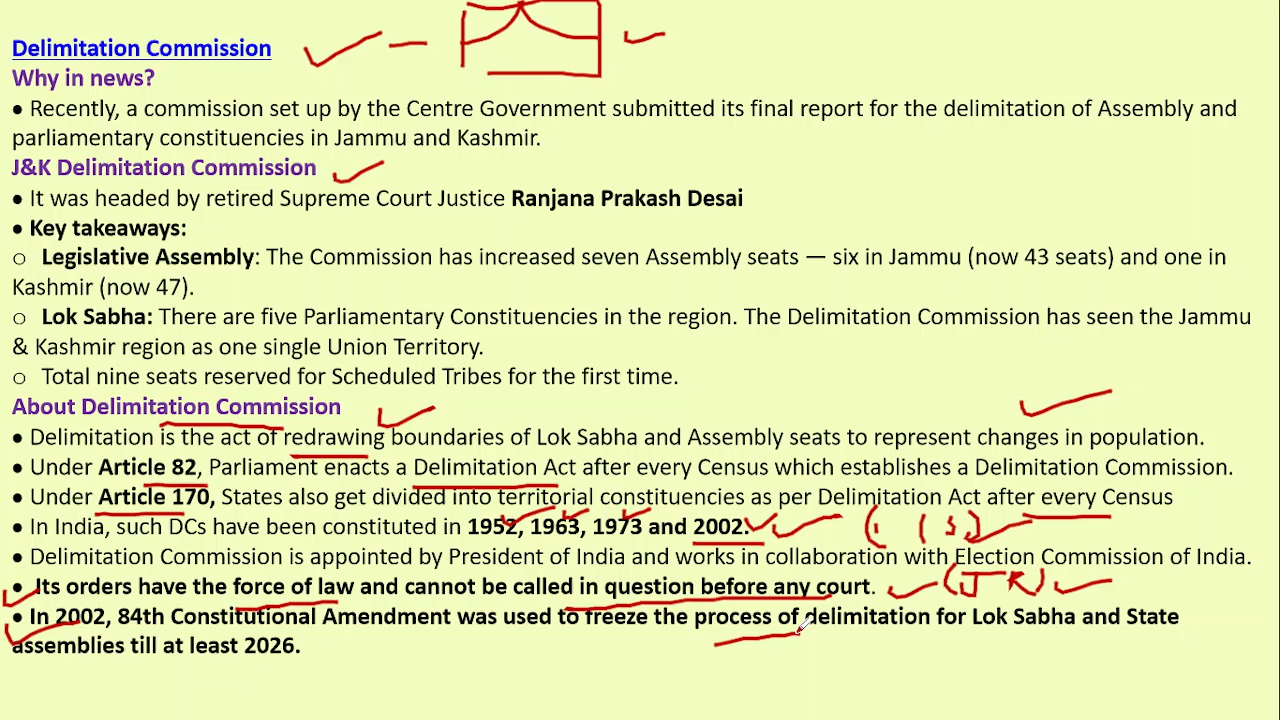 Delimitation Commission
Why in news?
• Recently, a commission set up by the Centre Government submitted its final report for the delimitation of Assembly and
parliamentary constituencies in Jammu and Kashmir.
J&K Delimitation Commission
• It was headed by retired Supreme Court Justice Ranjana Prakash Desai
• Key takeaways:
o Legislative Assembly: The Commission has increased seven Assembly seats — six in Jammu (now 43 seats) and one in
Kashmir (now 47).
o Lok Sabha: There are five Parliamentary Constituencies in the region. The Delimitation Commission has seen the Jammu
& Kashmir region as one single Union Territory.
o Total nine seats reserved for Scheduled Tribes for the first time.
About Delimitation Commission
• Delimitation is the act of redrawing boundaries of Lok Sabha and Assembly seats to represent changes in population.
• Under Article 82, Parliament enacts a Delimitation Act after every Census which establishes a Delimitation Commission.
• Under Article 170, States also get divided into territorial constituencies as per Delimitation Act after every Census
• In India, such DCs have been constituted in 1952, 1963, 1973 and 2002.
• Delimitation Commission is appointed by President of India and works in collaboration with Election Commission of India.
• Its orders have the force of law and cannot be called in question before any court. (JR)
• In 2002, 84th Constitutional Amendment was used to freeze the process of delimitation for Lok Sabha and State
assemblies till at least 2026.